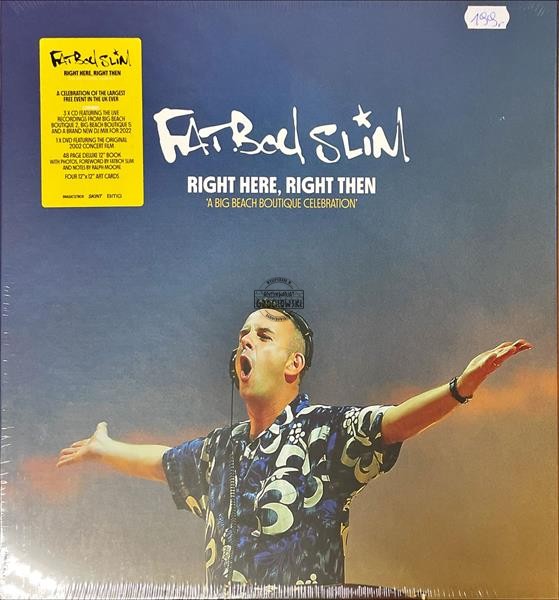 199,-
FATBOY SLIM
RIGHT HERE, RIGHT THEN
A CELEBRATION OF THE LARGEST
FREE EVENT IN THE UK EVER
3 X CD FEATURING THE LIVE
RECORDINGS FROM BIG BEACH
BOUTIQUE 2, BIG BEACH BOUTIQUE 5
AND A BRAND NEW DJ MIX FOR 2022
1 X DVD FEATURING THE ORIGINAL
2002 CONCERT FILM
48 PAGE DELUXE 12" BOOK
WITH PHOTOS, FOREWORD BY FATBOY SLIM
AND NOTES BY RALPH MOORE.
FOUR 12"x12" ART CARDS
SKINT BMG
FATBOY SLIM
RIGHT HERE, RIGHT THEN
'A BIG BEACH BOUTIQUE CELEBRATION'
GROCHOWSKI